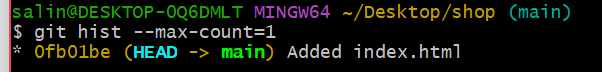 salin@DESKTOP-OQ6DMLT MINGW64 ~/Desktop/shop (main)
$ git hist --max-count=1
* 0fb01be (HEAD -> main) Added index.html